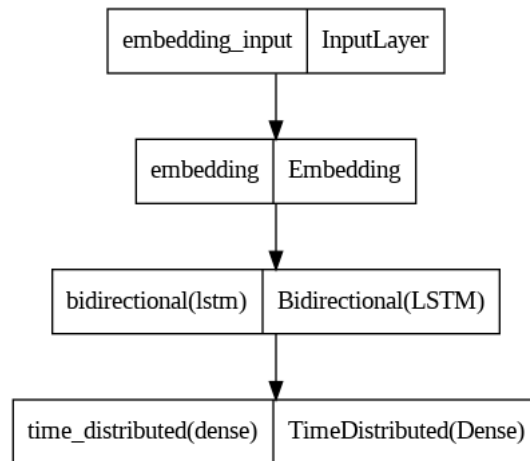 embedding_input InputLayer
embedding Embedding
bidirectional(lstm) Bidirectional(LSTM)
time_distributed(dense) TimeDistributed(Dense)